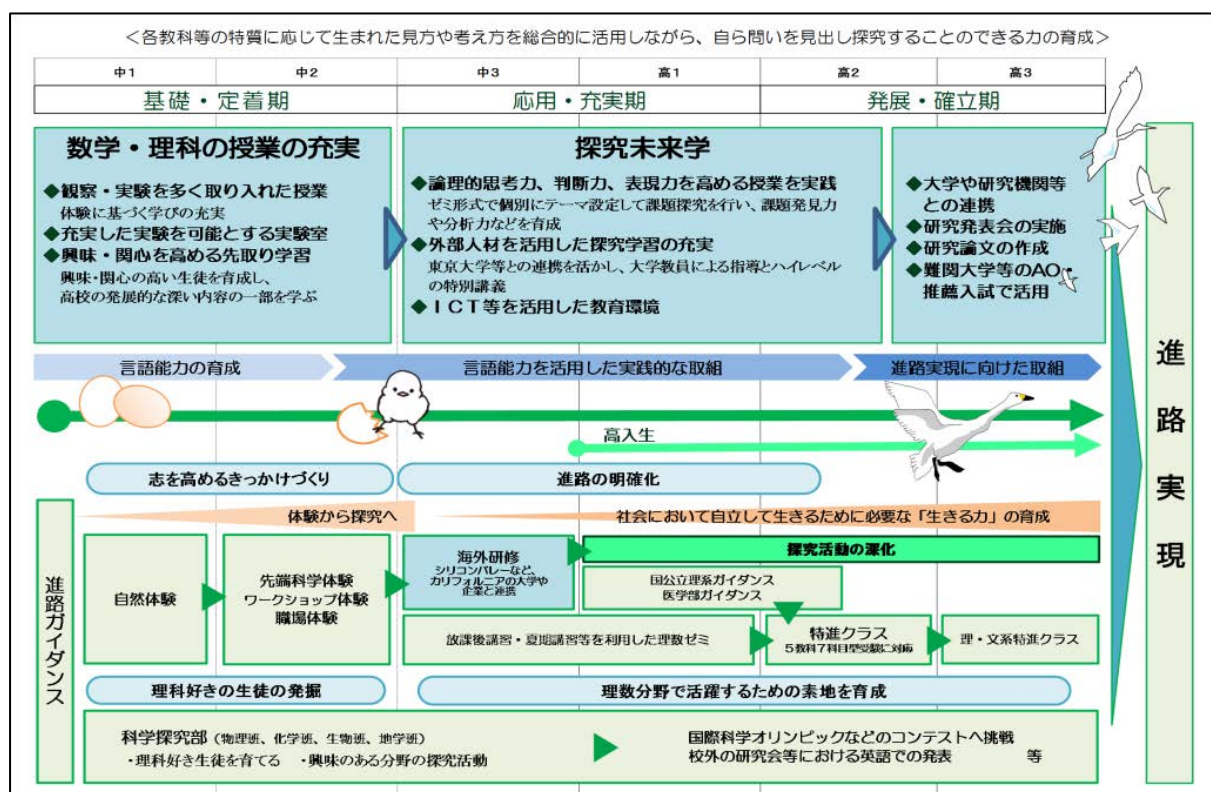 ＜各教科等の特質に応じて生まれた見方や考え方を総合的に活用しながら、自ら問いを見出し探究することのできる力の育成＞
中１
中２
中３
高１
高２
高３
基礎・定着期
応用・充実期
発展・確立期
数学・理科の授業の充実
◆観察・実験を多く取り入れた授業
体験に基づく学びの充実
◆充実した実験を可能とする実験室
◆興味・関心を高める先取り学習
興味・関心の高い生徒を育成し、
高校の発展的な深い内容の一部を学ぶ
探究未来学
◆論理的思考力、判断力、表現力を高める授業を実践
ゼミ形式で個別にテーマ設定して課題探究を行い、課題発見力
や分析力などを育成
◆外部人材を活用した探究学習の充実
東京大学等との連携を活かし、大学教員による指導とハイレベル
の特別講義
◆ＩＣＴ等を活用した教育環境
◆大学や研究機関等
との連携
◆研究発表会の実施
◆研究論文の作成
◆難関大学等のAO・
推薦入試で活用
言語能力の育成
言語能力を活用した実践的な取組
進路実現に向けた取組
高入生
志を高めるきっかけづくり
進路の明確化
体験から探究へ
社会において自立して生きるために必要な「生きる力」の育成
進路ガイダンス
自然体験
先端科学体験
ワークショップ体験
職場体験
海外研修
シリコンバレーなど、
カリフォルニアの大学や
企業と連携
探究活動の深化
国公立理系ガイダンス
医学部ガイダンス
放課後講習・夏期講習等を利用した理数ゼミ
特進クラス
５教科７科目型受験に対応
理・文系特進クラス
理科好きの生徒の発掘
理数分野で活躍するための素地を育成
科学探究部（物理班、化学班、生物班、地学班）
・理科好き生徒を育てる　・興味のある分野の探究活動
国際科学オリンピックなどのコンテストへ挑戦
校外の研究会等における英語での発表　　　等
進路実現